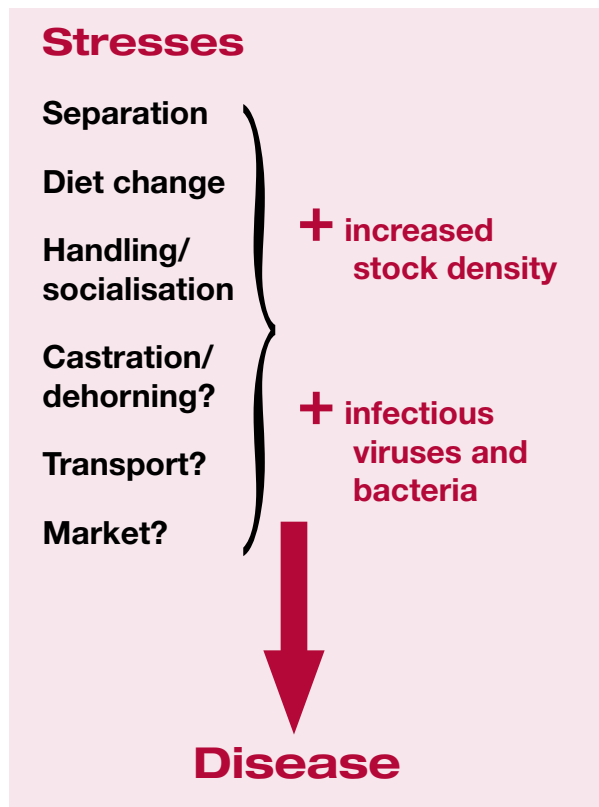 Stresses
Separation
Diet change
Handling/
socialisation
Castration/
dehorning?
Transport?
Market?
+ increased
stock density
+ infectious
viruses and
bacteria
Disease